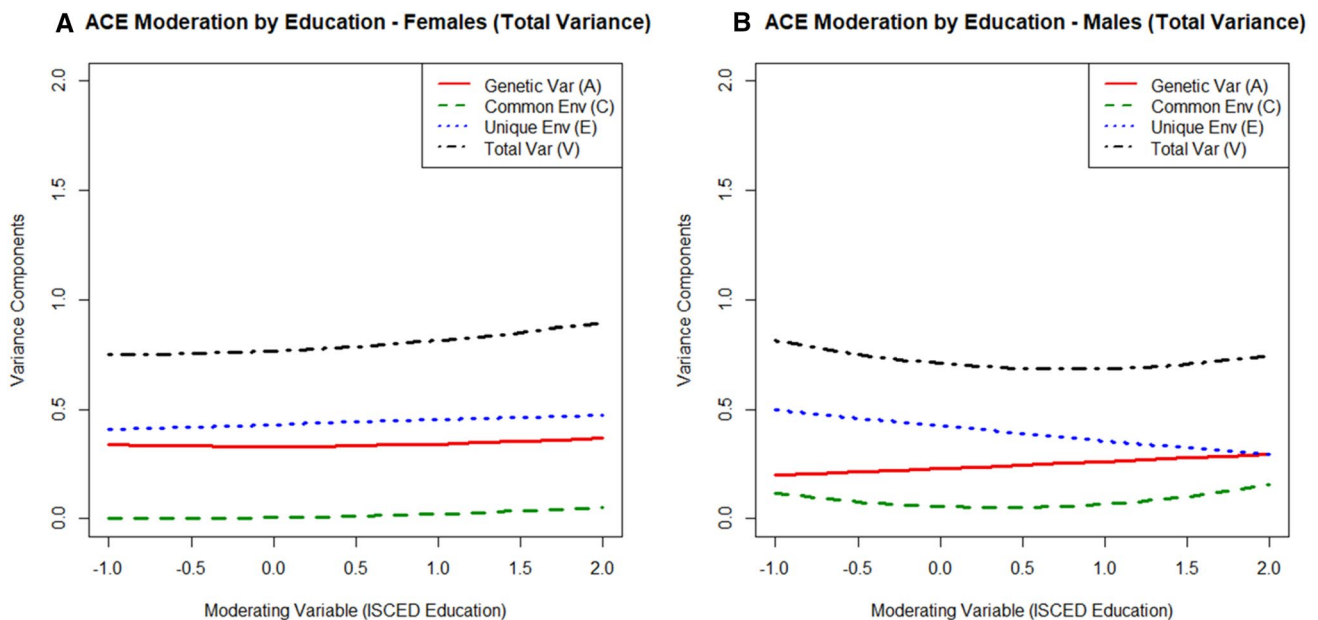 A ACE Moderation by Education - Females (Total Variance)
Genetic Var (A)
Common Env (C)
Unique Env (E)
Total Var (V)
Variance Components
2.0
1.5
1.0
0.5
0.0
-1.0 -0.5 0.0 0.5 1.0 1.5 2.0
Moderating Variable (ISCED Education)
B ACE Moderation by Education - Males (Total Variance)
Genetic Var (A)
Common Env (C)
Unique Env (E)
Total Var (V)
Variance Components
2.0
1.5
1.0
0.5
0.0
-1.0 -0.5 0.0 0.5 1.0 1.5 2.0
Moderating Variable (ISCED Education)